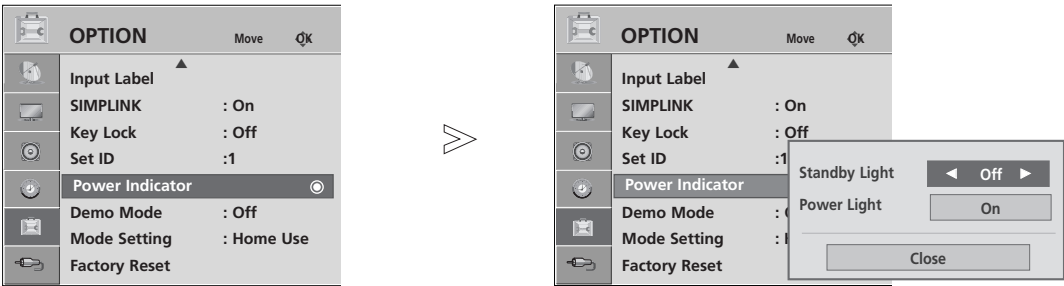 OPTION Move OK
Input Label
SIMPLINK : On
Key Lock : Off
Set ID :1
Power Indicator
Demo Mode : Off
Mode Setting : Home Use
Factory Reset
OPTION Move OK
Input Label
SIMPLINK : On
Key Lock : Off
Set ID :1
Power Indicator
Demo Mode :
Mode Setting :
Factory Reset
Standby Light ◄ Off ►
Power Light On
Close